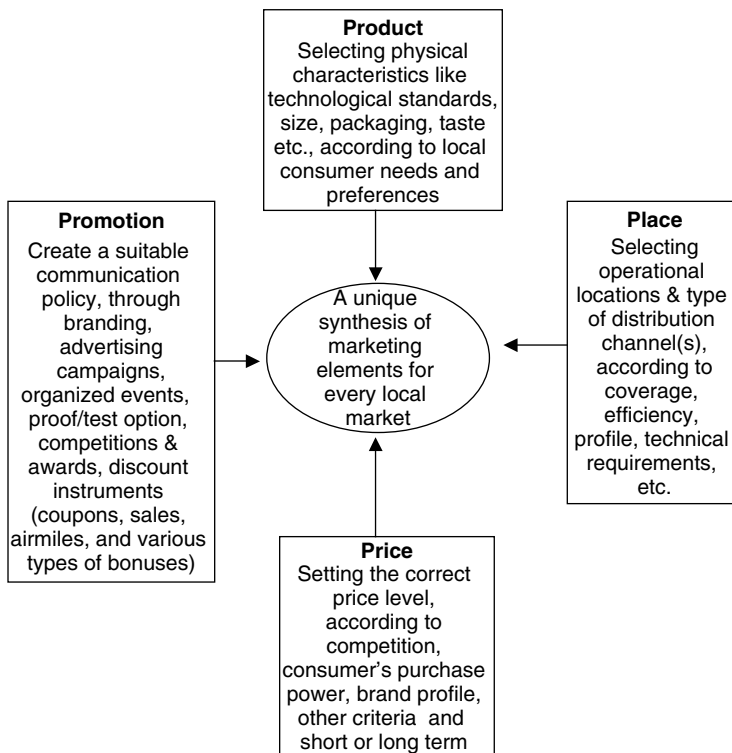 Product
Selecting physical
characteristics like
technological standards,
size, packaging, taste
etc., according to local
consumer needs and
preferences
Promotion
Create a suitable
communication
policy, through
branding,
advertising
campaigns,
organized events,
proof/test option,
competitions &
awards, discount
instruments
(coupons, sales,
airmiles, and various
types of bonuses)
A unique
synthesis of
marketing
elements for
every local
market
Place
Selecting
operational
locations & type
of distribution
channel(s),
according to
coverage,
efficiency,
profile, technical
requirements,
etc.
Price
Setting the correct
price level,
according to
competition,
consumer’s purchase
power, brand profile,
other criteria and
short or long term